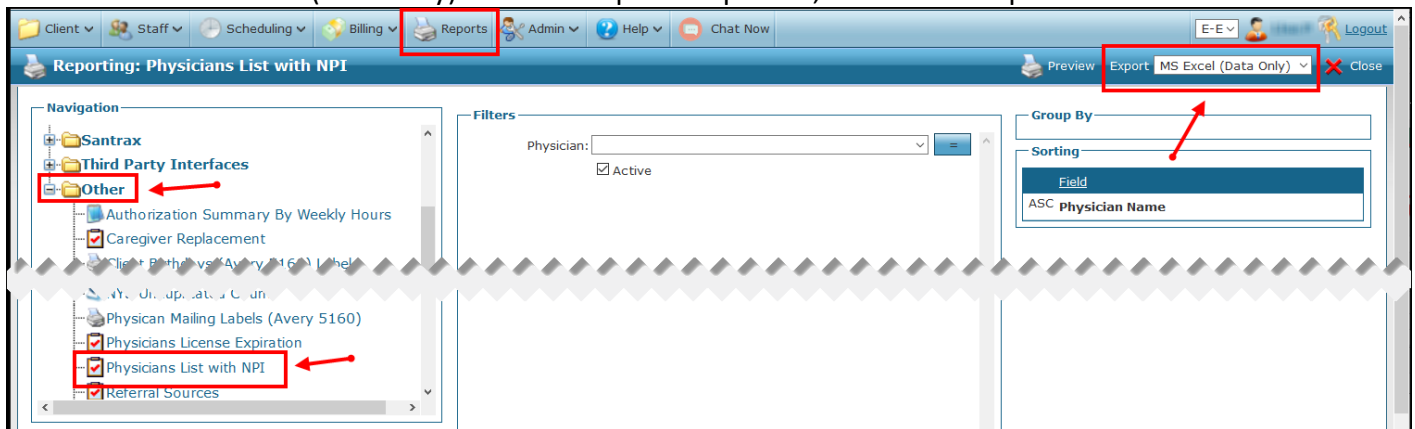 Client Staff Scheduling Billing Reports Admin Help Chat Now E-E Logout
Reporting: Physicians List with NPI Preview Export MS Excel (Data Only) Close
Navigation
Santrax
Third Party Interfaces
Other
Authorization Summary By Weekly Hours
Caregiver Replacement
Physican Mailing Labels (Avery 5160)
Physicians License Expiration
Physicians List with NPI
Referral Sources
Filters
Physician: =
Active
Group By
Sorting
Field
ASC Physician Name